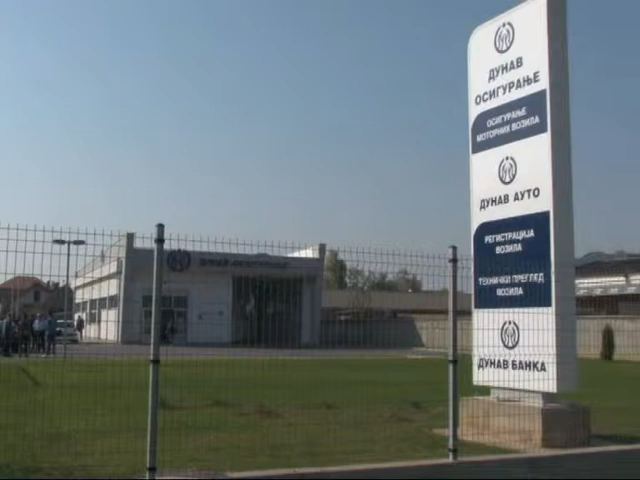 ДУНАВ
ОСИГУРАЊЕ
ОСИГУРАЊЕ
МОТОРНИХ ВОЗИЛА
ДУНАВ АУТО
РЕГИСТРАЦИЈА
ВОЗИЛА
ТЕХНИЧКИ ПРЕГЛЕД
ВОЗИЛА
ДУНАВ БАНКА